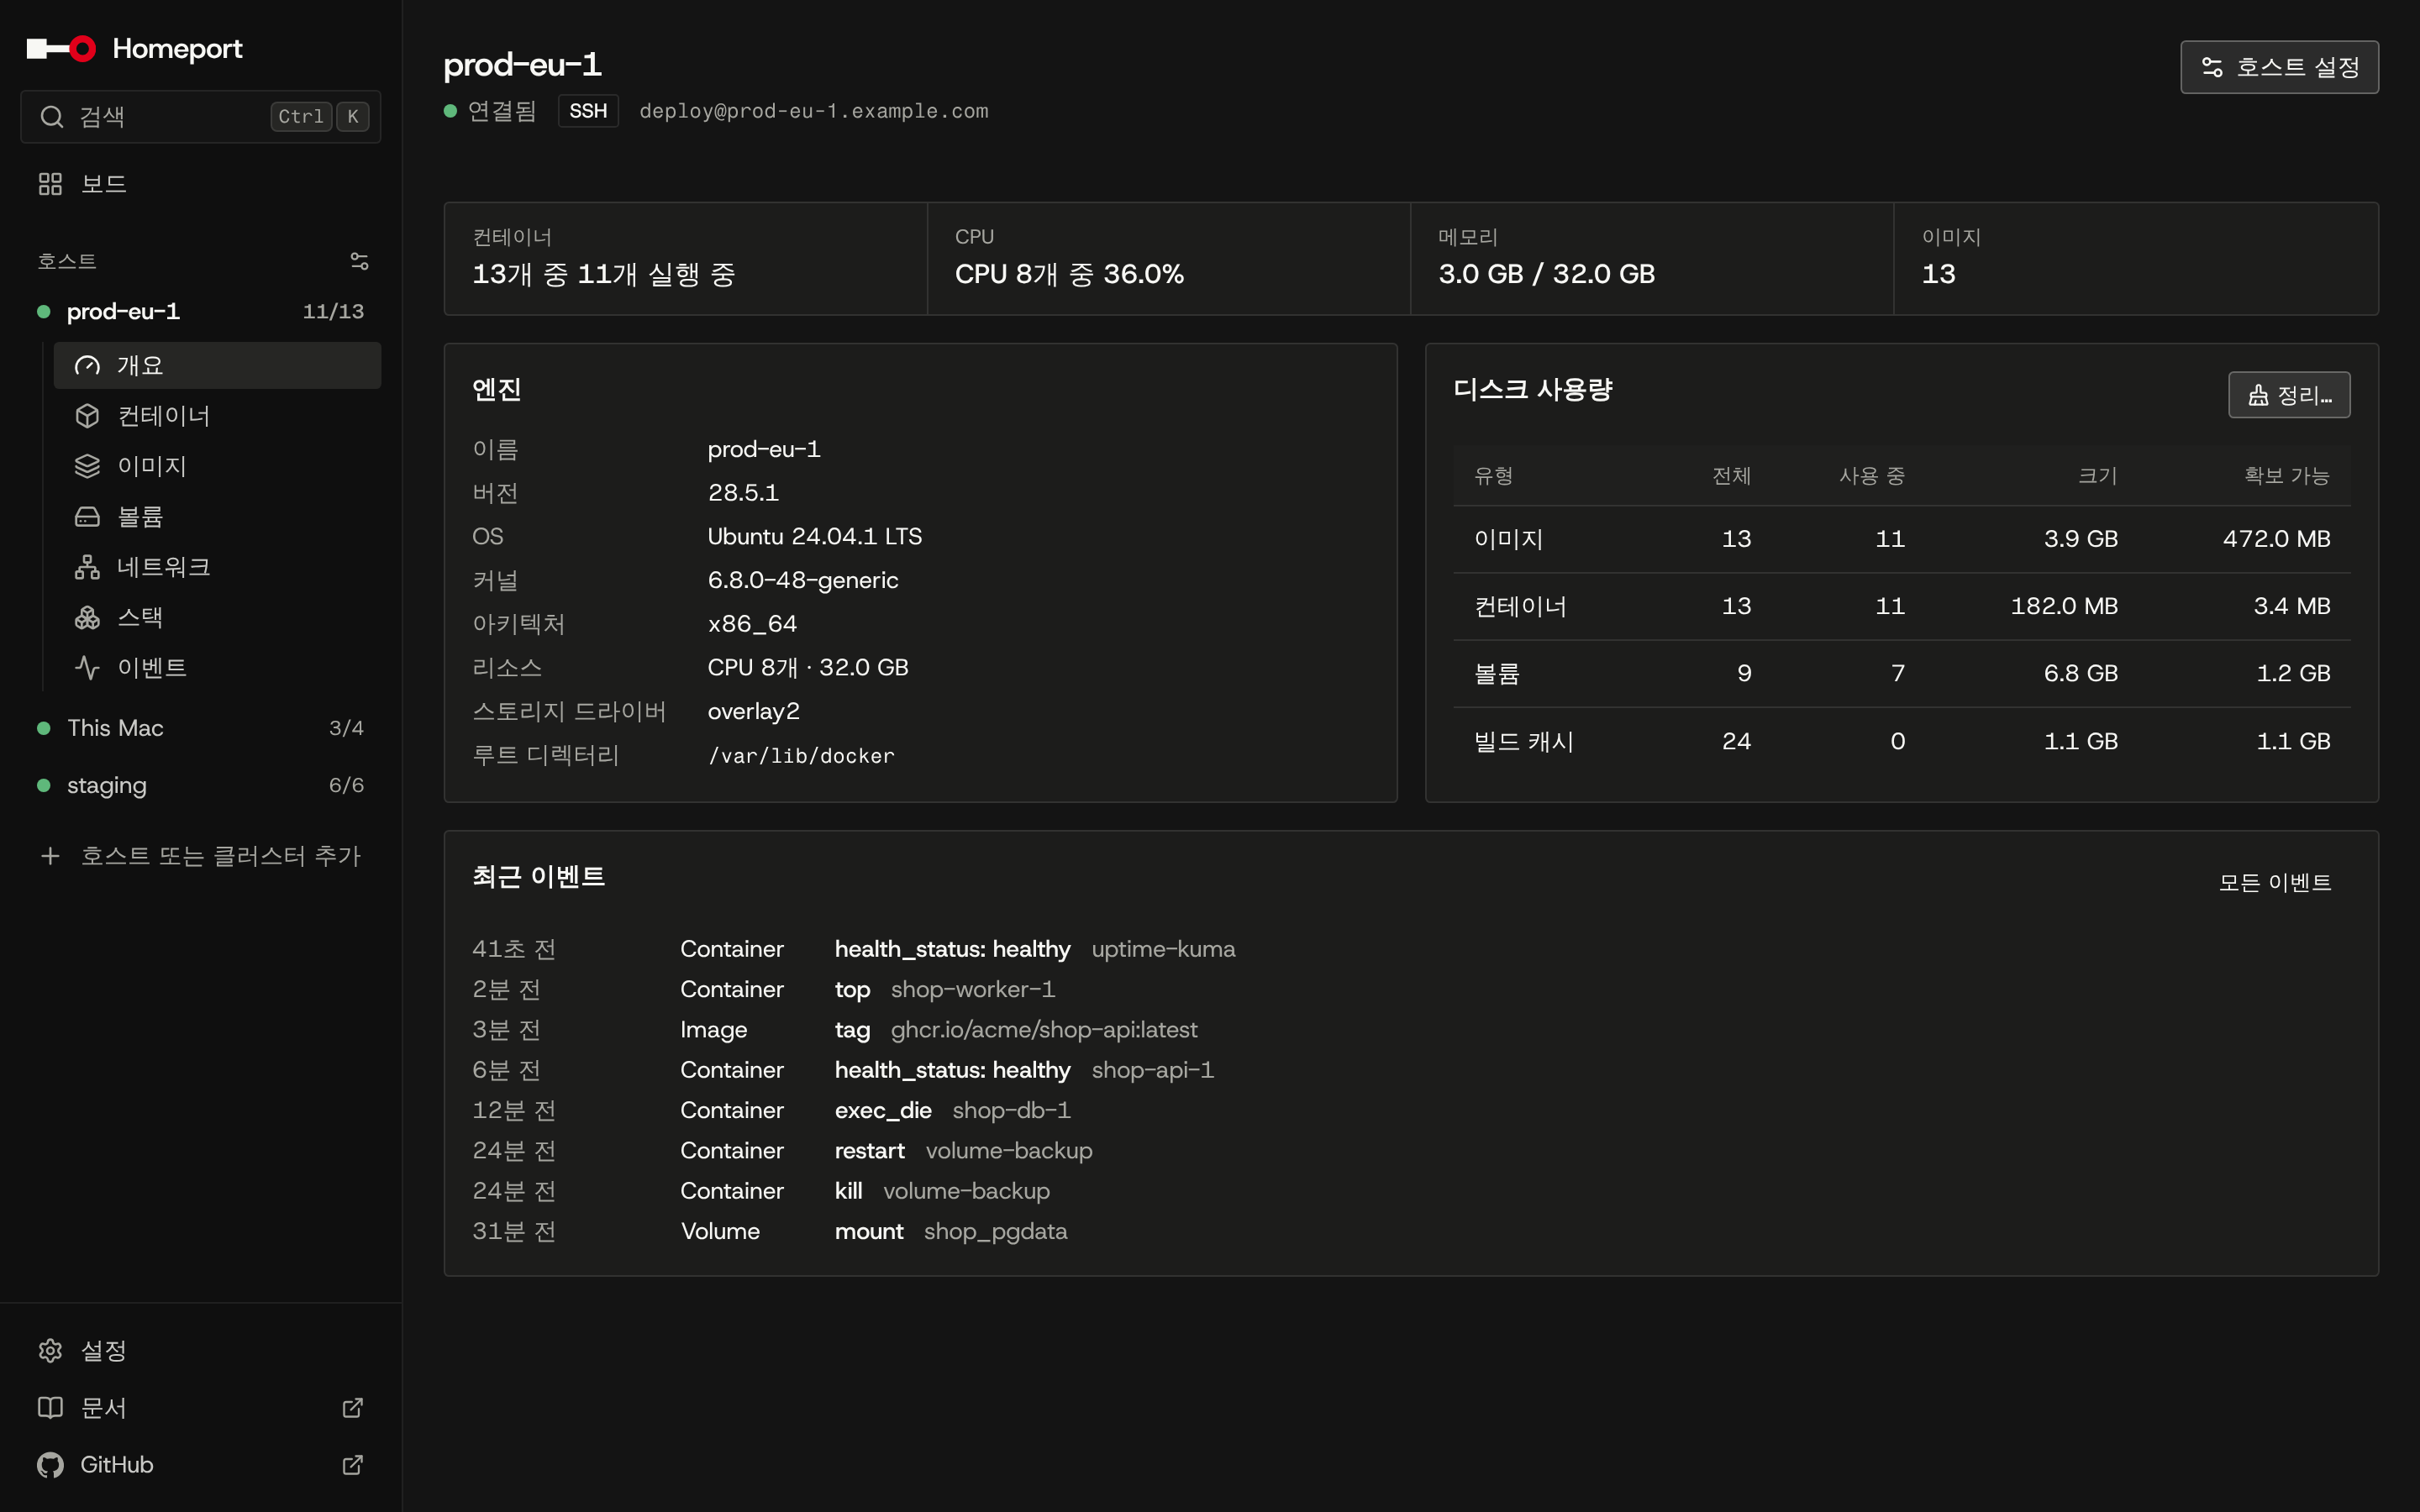 Homeport
검색 Ctrl K
보드
호스트
prod-eu-1 11/13
개요
컨테이너
이미지
볼륨
네트워크
스택
이벤트
This Mac 3/4
staging 6/6
호스트 또는 클러스터 추가
설정
문서
GitHub
prod-eu-1
호스트 설정
연결됨 SSH deploy@prod-eu-1.example.com
컨테이너
13개 중 11개 실행 중
CPU
CPU 8개 중 36.0%
메모리
3.0 GB / 32.0 GB
이미지
13
엔진
이름 prod-eu-1
버전 28.5.1
OS Ubuntu 24.04.1 LTS
커널 6.8.0-48-generic
아키텍처 x86_64
리소스 CPU 8개 · 32.0 GB
스토리지 드라이버 overlay2
루트 디렉터리 /var/lib/docker
디스크 사용량
정리...
유형 전체 사용 중 크기 확보 가능
이미지 13 11 3.9 GB 472.0 MB
컨테이너 13 11 182.0 MB 3.4 MB
볼륨 9 7 6.8 GB 1.2 GB
빌드 캐시 24 0 1.1 GB 1.1 GB
최근 이벤트
모든 이벤트
41초 전 Container health_status: healthy uptime-kuma
2분 전 Container top shop-worker-1
3분 전 Image tag ghcr.io/acme/shop-api:latest
6분 전 Container health_status: healthy shop-api-1
12분 전 Container exec_die shop-db-1
24분 전 Container restart volume-backup
24분 전 Container kill volume-backup
31분 전 Volume mount shop_pgdata